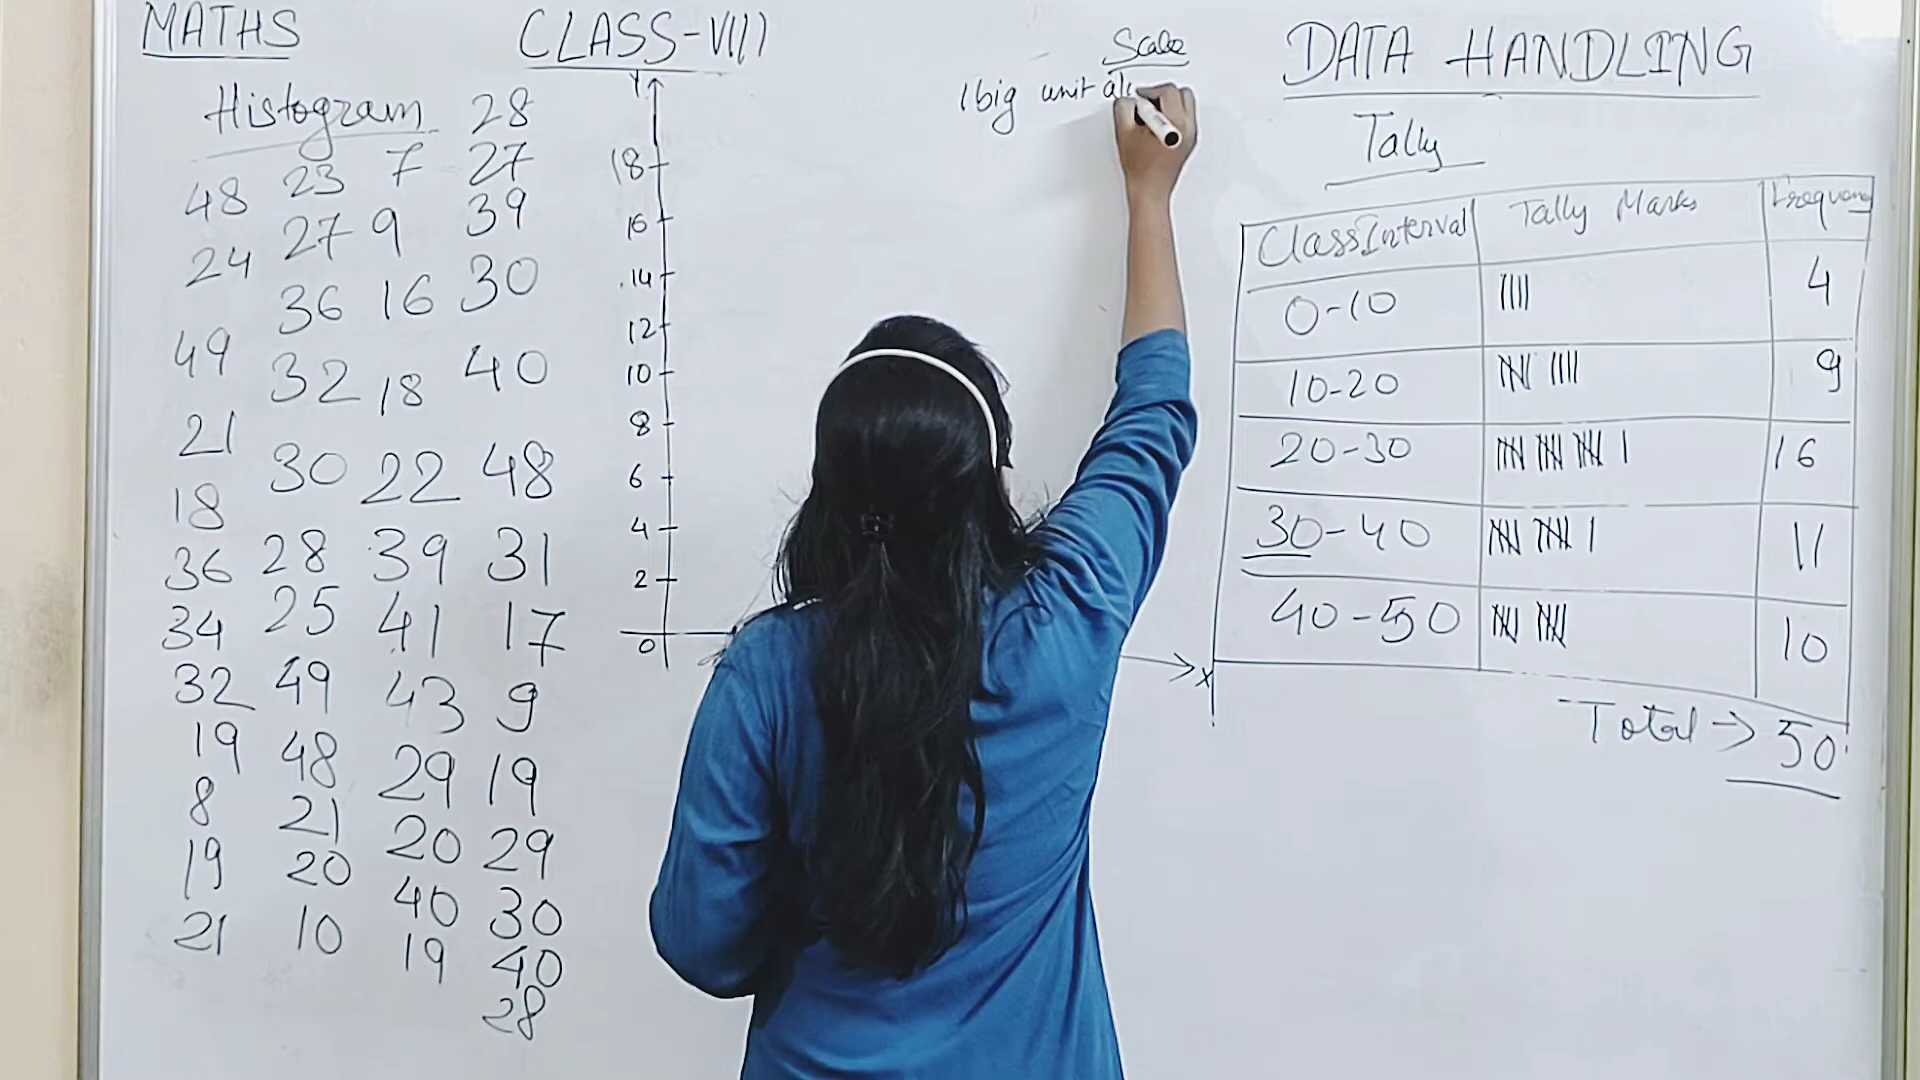 MATHS
CLASS-VIII
DATA HANDLING
Histogram 28
48 23 7 27
24 27 9 39
36 16 30
49 32 18 40
21 30 22 48
18
36 28 39 31
34 25 41 17
32 49 43 9
19 48 29 19
8 21 20 29
19 20 40 30
21 10 19 40
28
Y
18
16
14
12
10
8
6
4
2
0
X
Scale
1 big unit alo
Tally
Class Interval Tally Marks Frequency
0-10 |||| 4
10-20 𝍸 |||| 9
20-30 𝍸 𝍸 𝍸 | 16
30-40 𝍸 𝍸 | 11
40-50 𝍸 𝍸 10
Total → 50